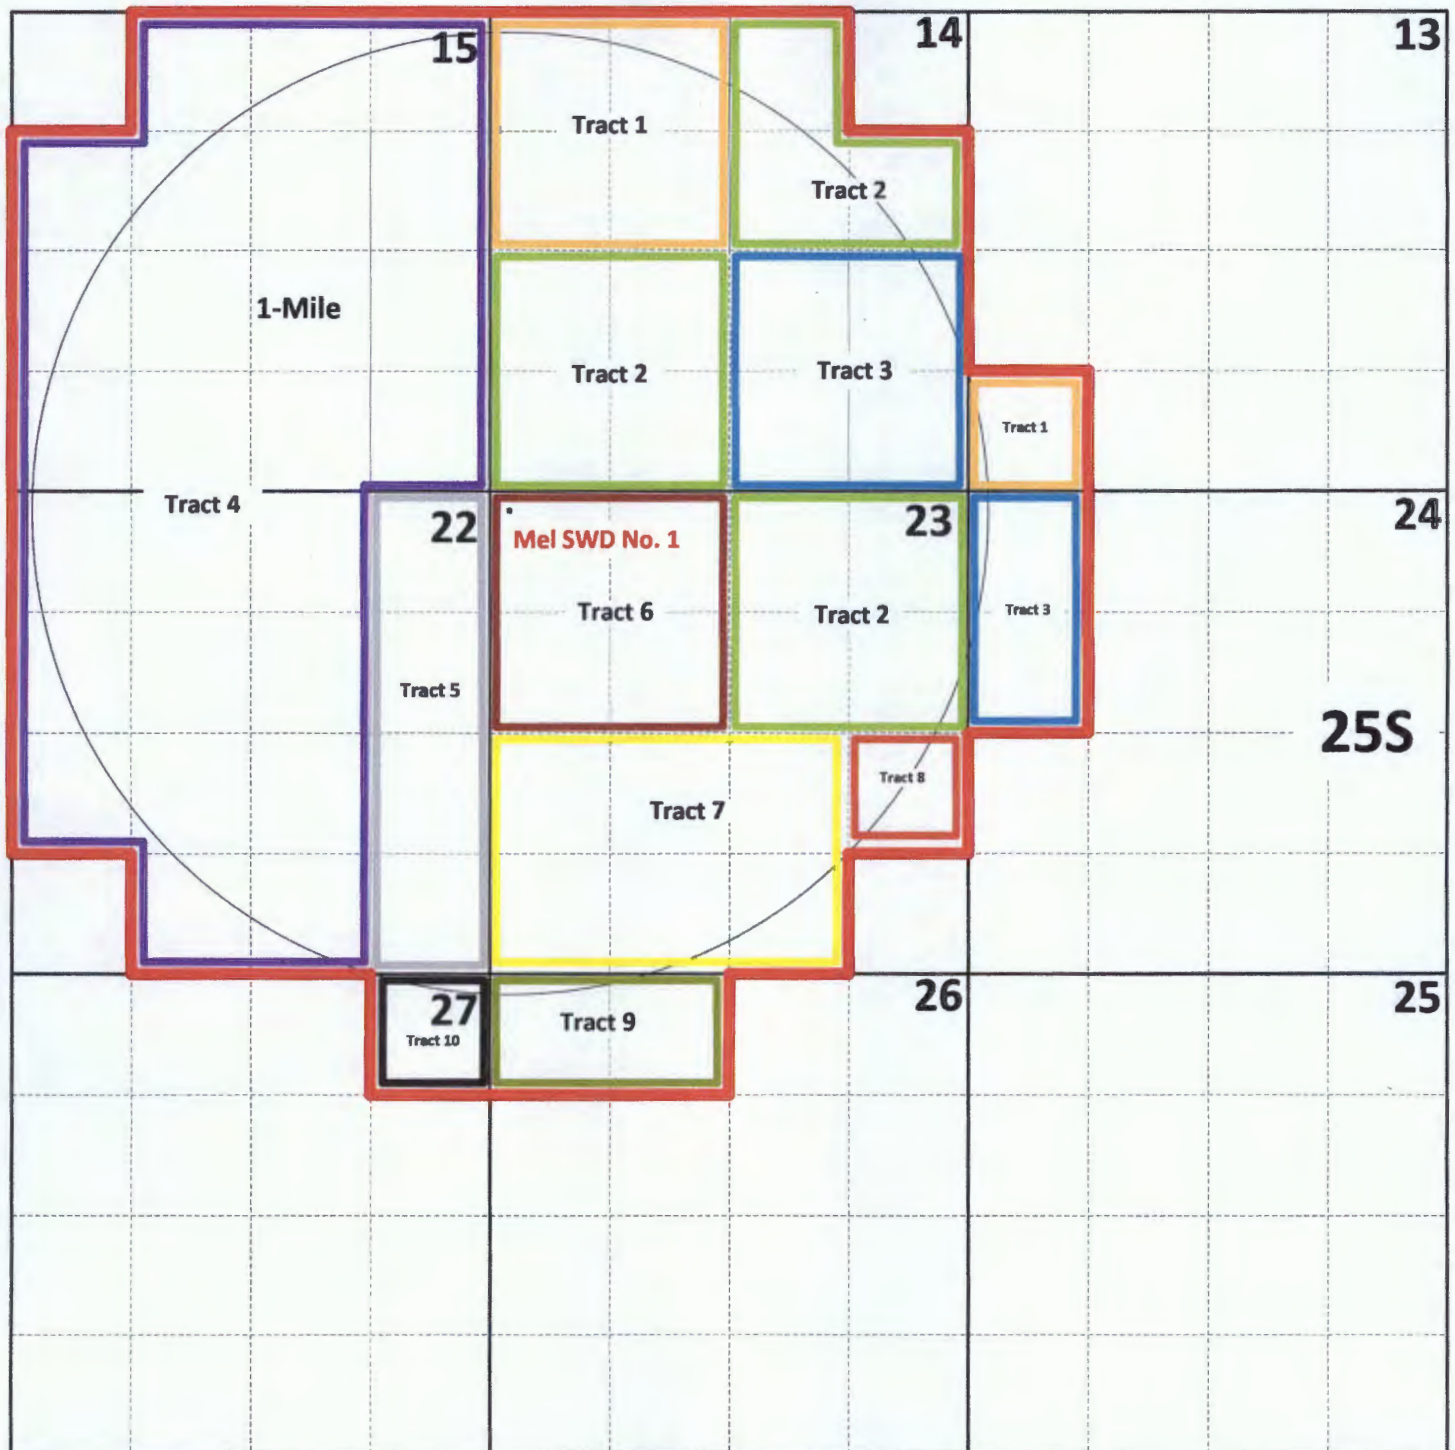 15
14
13
Tract 1
Tract 2
1-Mile
Tract 2
Tract 3
Tract 1
Tract 4
22
23
24
Mel SWD No. 1
Tract 6
Tract 2
Tract 3
Tract 5
25S
Tract 8
Tract 7
27
26
25
Tract 9
Tract 10